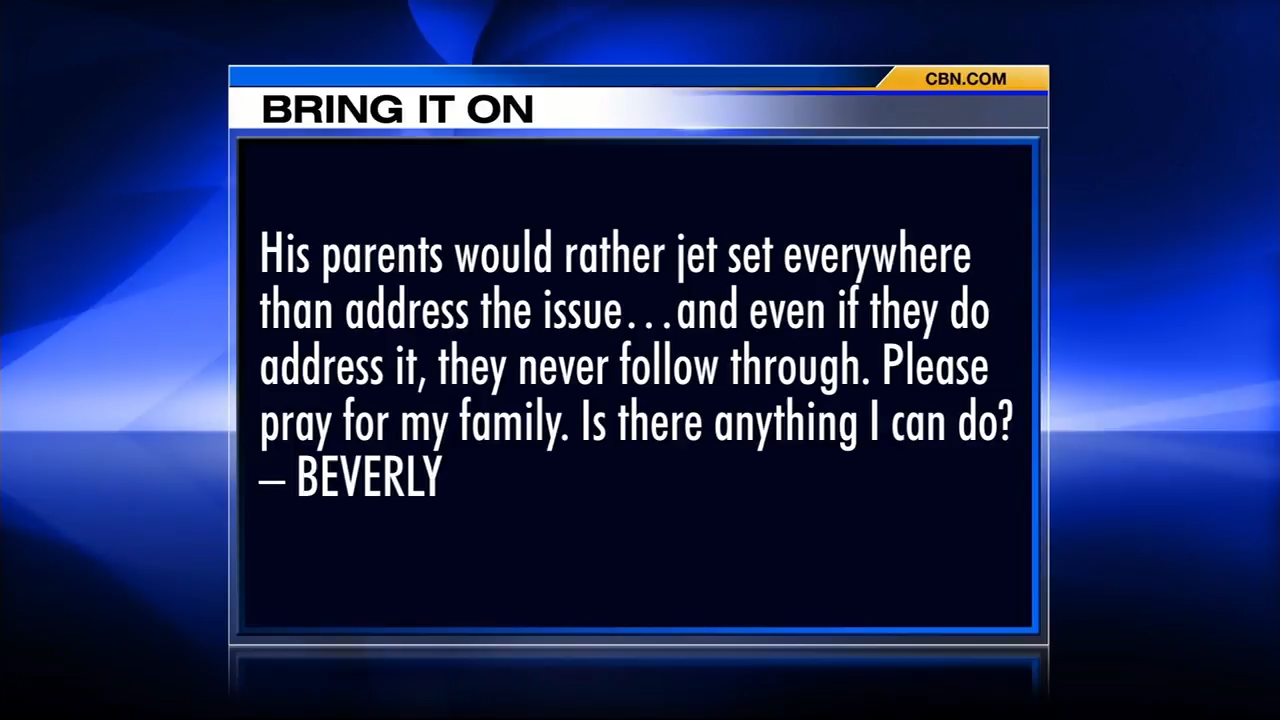 CBN.COM
BRING IT ON
His parents would rather jet set everywhere
than address the issue...and even if they do
address it, they never follow through. Please
pray for my family. Is there anything I can do?
– BEVERLY